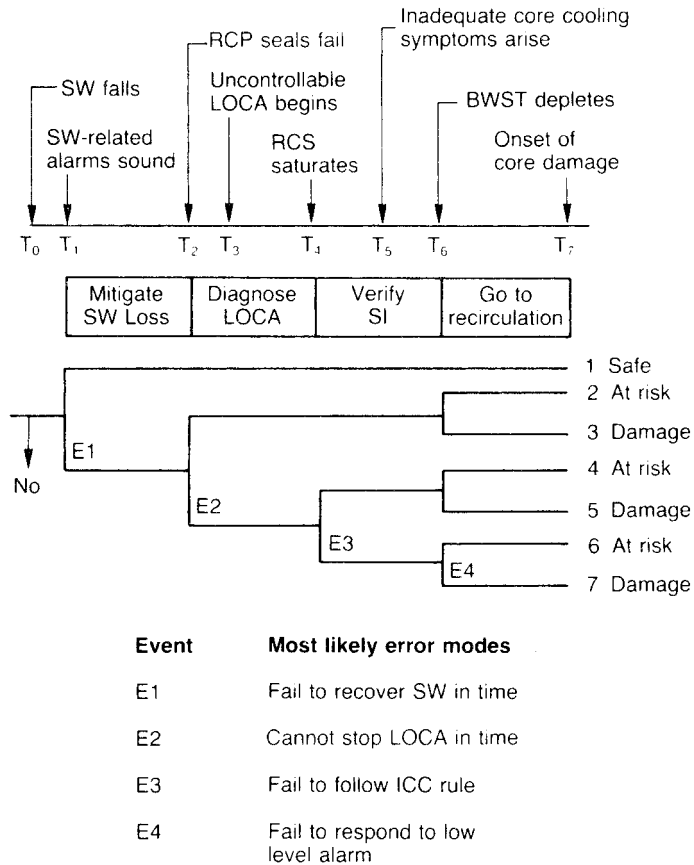 Inadequate core cooling
symptoms arise
RCP seals fail
Uncontrollable
LOCA begins
SW falls
BWST depletes
SW-related
alarms sound
RCS
saturates
Onset of
core damage
T₀ T₁ T₂ T₃ T₄ T₅ T₆ T₇
Mitigate
SW Loss
Diagnose
LOCA
Verify
SI
Go to
recirculation
1 Safe
2 At risk
3 Damage
4 At risk
5 Damage
6 At risk
7 Damage
No
E1
E2
E3
E4
Event Most likely error modes
E1 Fail to recover SW in time
E2 Cannot stop LOCA in time
E3 Fail to follow ICC rule
E4 Fail to respond to low
level alarm